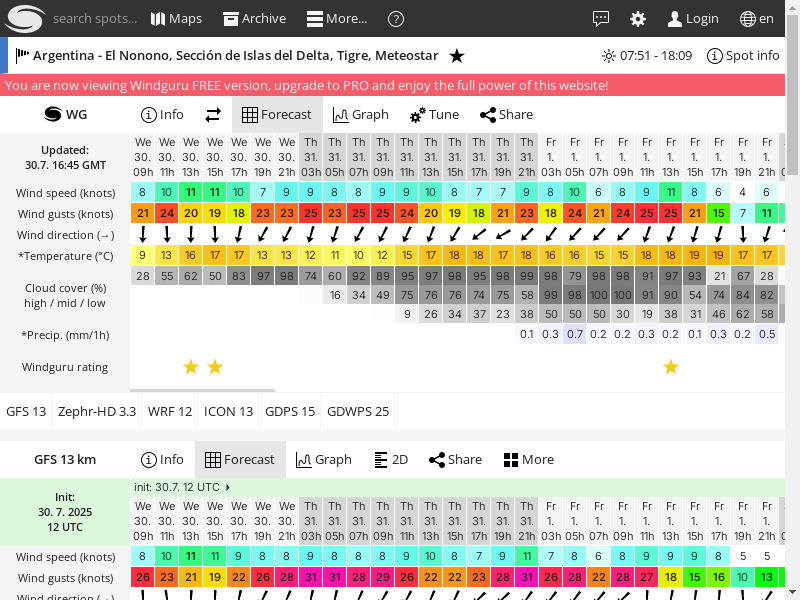 search spots... Maps Archive More... ? Login en
Argentina - El Nonono, Sección de Islas del Delta, Tigre, Meteostar ★ 07:51 - 18:09 Spot info
You are now viewing Windguru FREE version, upgrade to PRO and enjoy the full power of this website!
WG Info Forecast Graph Tune Share
Updated:
30.7. 16:45 GMT
We We We We We We We Th Th Th Th Th Th Th Th Th Th Fr Fr Fr Fr Fr Fr Fr Fr Fr Fr
30. 30. 30. 30. 30. 30. 30. 31. 31. 31. 31. 31. 31. 31. 31. 31. 31. 1. 1. 1. 1. 1. 1. 1. 1. 1. 1.
09h 10h 11h 15h 17h 19h 21h 03h 05h 07h 09h 11h 13h 15h 17h 19h 21h 03h 05h 07h 09h 11h 13h 15h 17h 19h 21h
Wind speed (knots) 8 10 11 11 10 7 9 9 8 8 9 9 10 8 7 7 9 8 10 6 8 9 11 8 6 4 6
Wind gusts (knots) 21 24 20 19 18 23 23 25 23 25 25 24 20 19 18 21 23 18 24 21 24 25 25 21 15 7 11
Wind direction (→)
*Temperature (°C) 9 13 16 17 17 13 13 12 11 10 12 15 17 18 18 17 18 16 16 15 15 18 18 19 19 17 17
28 55 62 50 83 97 98 74 60 92 89 95 97 98 95 98 99 98 79 98 98 91 97 93 21 67 28
Cloud cover (%)
high / mid / low
16 34 49 75 76 76 74 75 58 99 98 100 100 91 90 54 74 84 82
9 26 34 37 23 38 50 50 50 30 19 38 31 46 62 58
*Precip. (mm/1h) 0.1 0.3 0.7 0.2 0.2 0.3 0.2 0.1 0.3 0.2 0.5
Windguru rating
GFS 13 Zephr-HD 3.3 WRF 12 ICON 13 GDPS 15 GDWPS 25
GFS 13 km Info Forecast Graph 2D Share More
init: 30.7. 12 UTC
Init:
30. 7. 2025
12 UTC
We We We We We We We Th Th Th Th Th Th Th Th Th Th Fr Fr Fr Fr Fr Fr Fr Fr Fr Fr
30. 30. 30. 30. 30. 30. 30. 31. 31. 31. 31. 31. 31. 31. 31. 31. 31. 1. 1. 1. 1. 1. 1. 1. 1. 1. 1.
09h 10h 11h 15h 17h 19h 21h 03h 05h 07h 09h 11h 13h 15h 17h 19h 21h 03h 05h 07h 09h 11h 13h 15h 17h 19h 21h
Wind speed (knots) 8 10 11 11 9 8 8 9 8 8 8 9 10 8 7 9 11 7 8 6 8 9 9 9 8 5 5
Wind gusts (knots) 26 23 21 19 22 26 28 31 31 28 29 26 22 22 23 28 31 26 28 22 28 27 18 15 16 10 13
Wind direction (→)